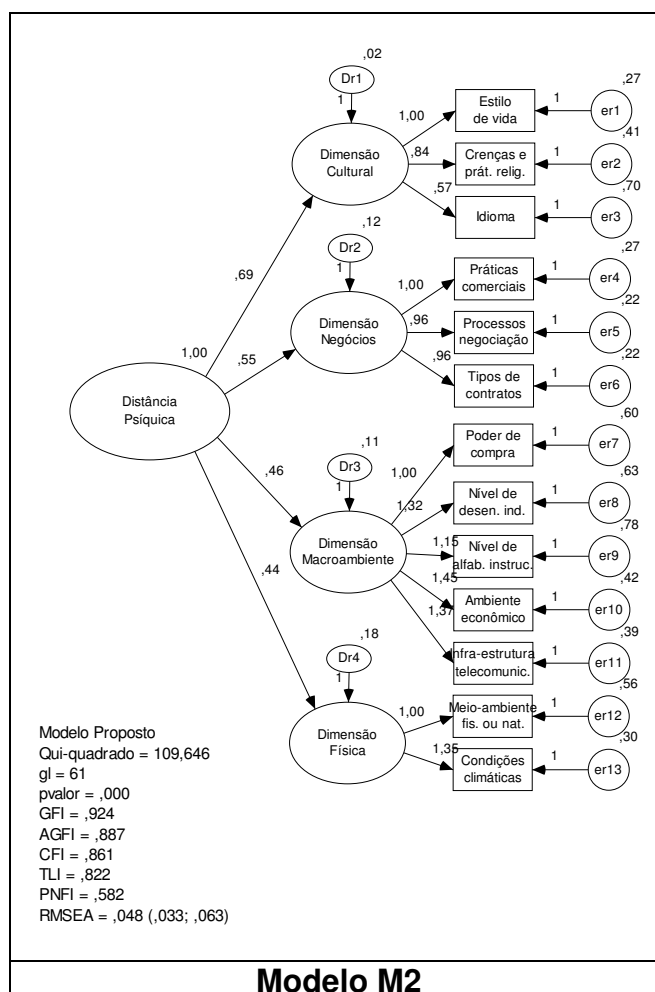 ,02
Dr1
1
,27
1,00
Estilo
de vida
1
er1
,41
Dimensão
Cultural
,84
Crenças e
prát. relig.
1
er2
,70
,57
Idioma
1
er3
,12
Dr2
1
,27
,69
1,00
Práticas
comerciais
1
er4
,22
Dimensão
Negócios
,96
Processos
negociação
1
er5
,22
1,00
,55
,96
Tipos de
contratos
1
er6
,60
Distância
Psíquica
,11
Dr3
1
1,00
Poder de
compra
1
er7
,63
,46
1,32
Nível de
desen. ind.
1
er8
,78
Dimensão
Macroambiente
1,15
Nível de
alfab. instruc.
1
er9
,42
,44
1,45
Ambiente
econômico
1
er10
,39
1,37
Infra-estrutura
telecomunic.
1
er11
,56
,18
Dr4
1
1,00
Meio-ambiente
fis. ou nat.
1
er12
,30
Dimensão
Física
1,35
Condições
climáticas
1
er13
Modelo Proposto
Qui-quadrado = 109,646
gl = 61
pvalor = ,000
GFI = ,924
AGFI = ,887
CFI = ,861
TLI = ,822
PNFI = ,582
RMSEA = ,048 (,033; ,063)
Modelo M2